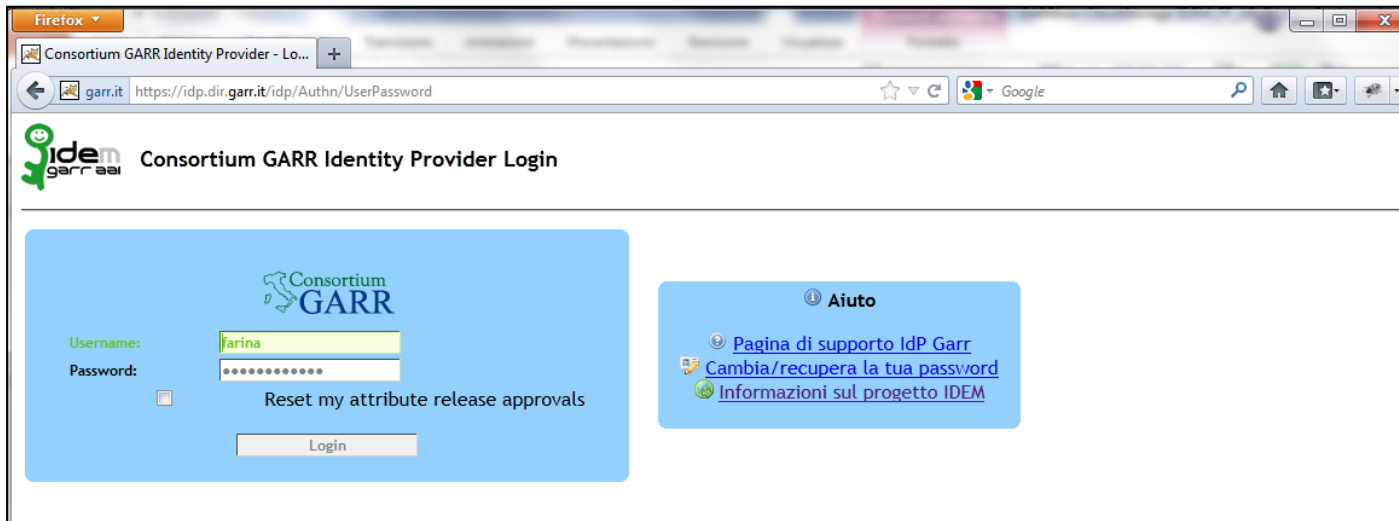 Firefox
Consortium GARR Identity Provider - Lo...
garr.it https://idp.dir.garr.it/idp/Authn/UserPassword
Google
idem
garr aai
Consortium GARR Identity Provider Login
Consortium
GARR
Username: farina
Password: ••••••••••••
Reset my attribute release approvals
Login
Aiuto
Pagina di supporto IdP Garr
Cambia/recupera la tua password
Informazioni sul progetto IDEM